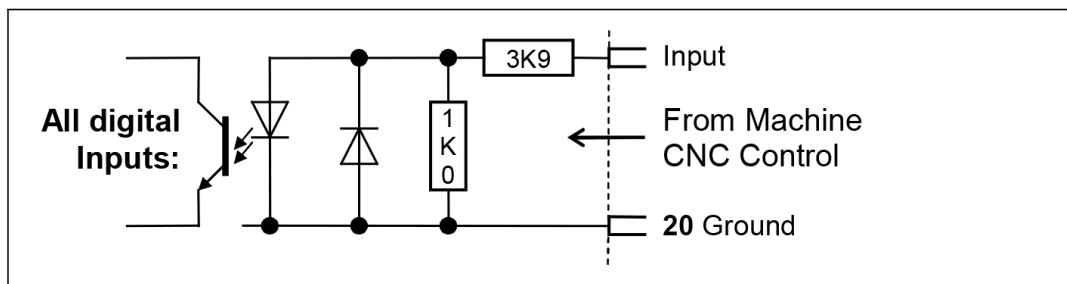 All digital
Inputs:
1
K
0
3K9
Input
From Machine
CNC Control
20 Ground